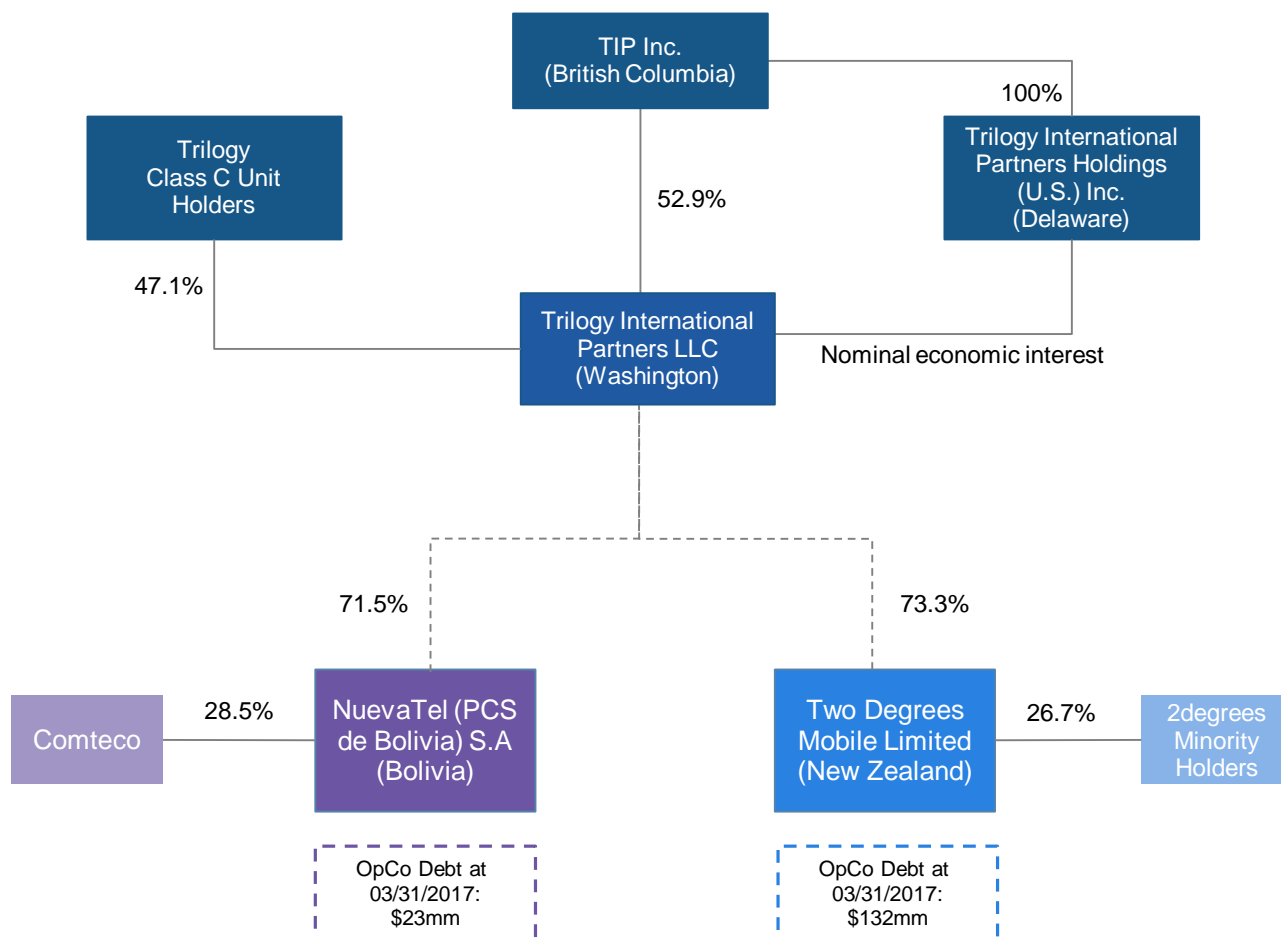 TIP Inc.
(British Columbia)
100%
Trilogy
Class C Unit
Holders
Trilogy International
Partners Holdings
(U.S.) Inc.
(Delaware)
52.9%
47.1%
Trilogy International
Partners LLC
(Washington)
Nominal economic interest
71.5%
73.3%
Comteco
28.5%
NuevaTel (PCS
de Bolivia) S.A
(Bolivia)
Two Degrees
Mobile Limited
(New Zealand)
26.7%
2degrees
Minority
Holders
OpCo Debt at
03/31/2017:
$23mm
OpCo Debt at
03/31/2017:
$132mm